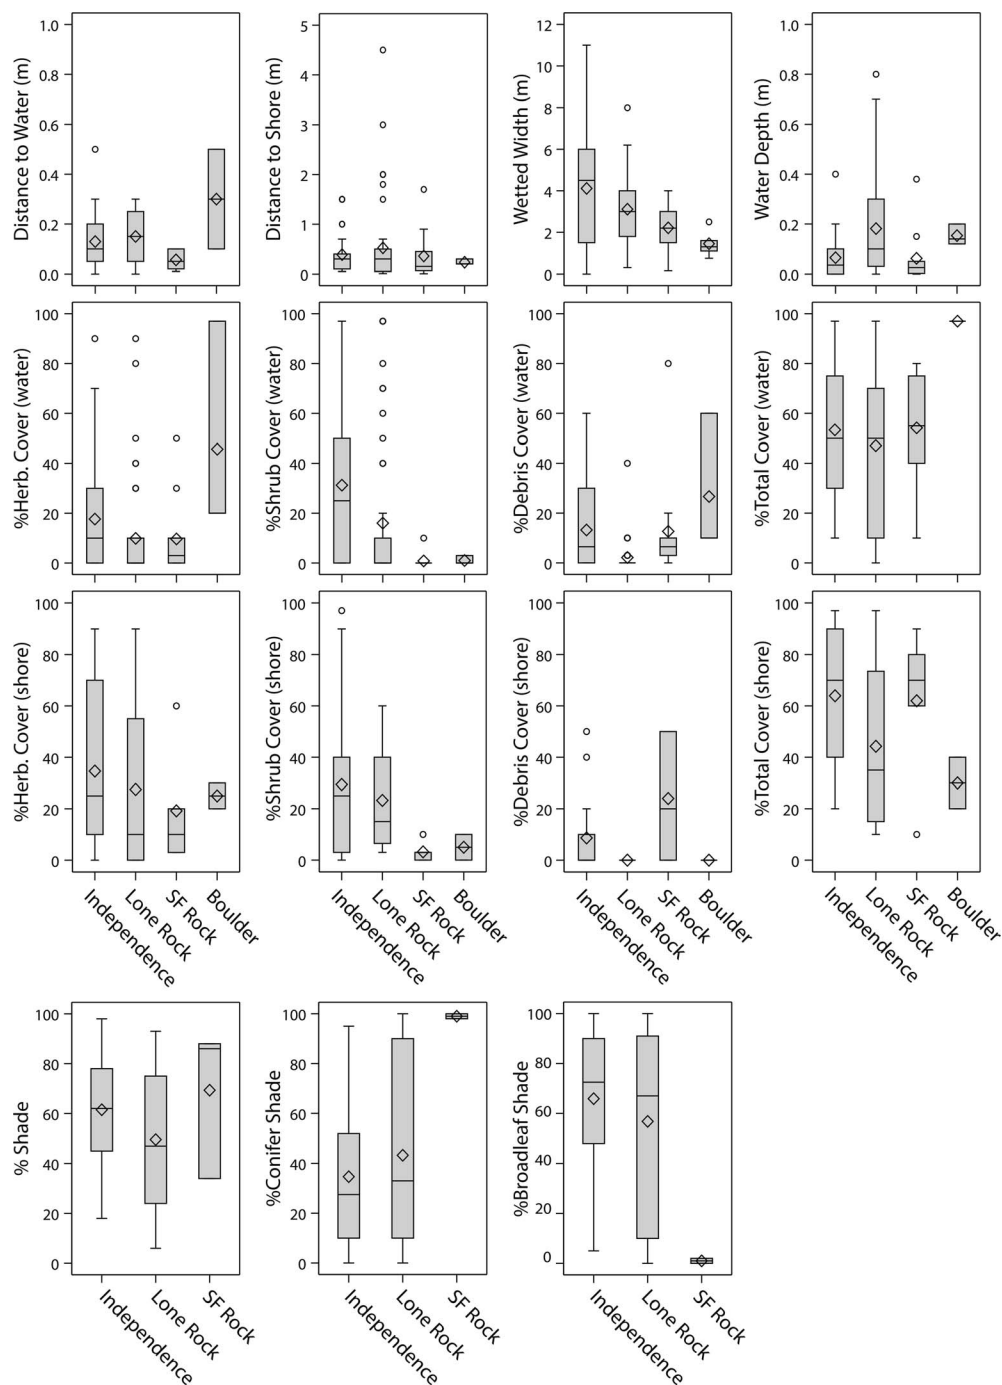 Distance to Water (m)
1.0
0.8
0.6
0.4
0.2
0.0
Distance to Shore (m)
5
4
3
2
1
0
Wetted Width (m)
12
10
8
6
4
2
0
Water Depth (m)
1.0
0.8
0.6
0.4
0.2
0.0
%Herb. Cover (water)
100
80
60
40
20
0
%Shrub Cover (water)
100
80
60
40
20
0
%Debris Cover (water)
100
80
60
40
20
0
%Total Cover (water)
100
80
60
40
20
0
%Herb. Cover (shore)
100
80
60
40
20
0
Independence
Lone Rock
SF Rock
Boulder
%Shrub Cover (shore)
100
80
60
40
20
0
Independence
Lone Rock
SF Rock
Boulder
%Debris Cover (shore)
100
80
60
40
20
0
Independence
Lone Rock
SF Rock
Boulder
%Total Cover (shore)
100
80
60
40
20
0
Independence
Lone Rock
SF Rock
Boulder
% Shade
100
80
60
40
20
0
Independence
Lone Rock
SF Rock
%Conifer Shade
100
80
60
40
20
0
Independence
Lone Rock
SF Rock
%Broadleaf Shade
100
80
60
40
20
0
Independence
Lone Rock
SF Rock